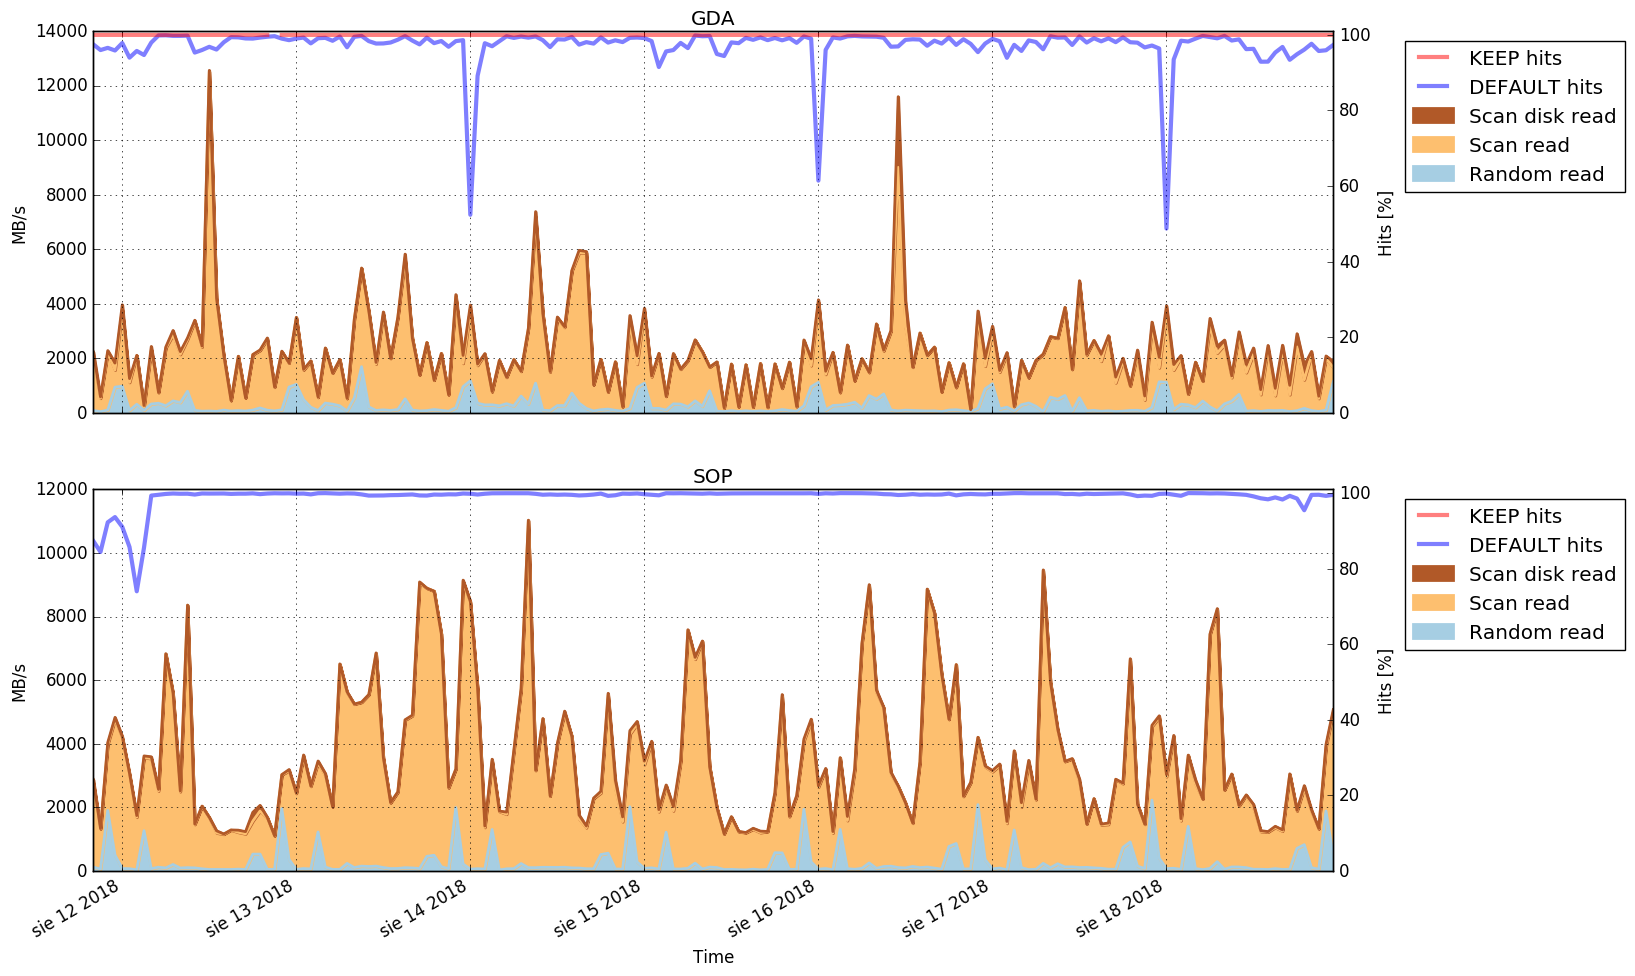 GDA
14000
12000
10000
8000
6000
4000
2000
0
MB/s
100
80
60
40
20
0
Hits [%]
KEEP hits
DEFAULT hits
Scan disk read
Scan read
Random read
SOP
12000
10000
8000
6000
4000
2000
0
MB/s
100
80
60
40
20
0
Hits [%]
KEEP hits
DEFAULT hits
Scan disk read
Scan read
Random read
sie 12 2018
sie 13 2018
sie 14 2018
sie 15 2018
sie 16 2018
sie 17 2018
sie 18 2018
Time